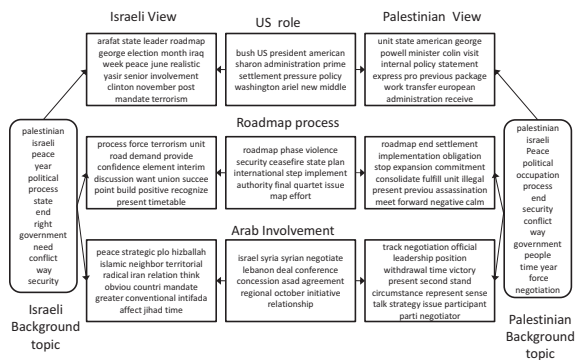 Israeli View
US role
Palestinian View
arafat state leader roadmap
george election month iraq
week peace june realistic
yasir senior involvement
clinton november post
mandate terrorism
bush US president american
sharon administration prime
settlement pressure policy
washington ariel new middle
unit state american george
powell minister colin visit
internal policy statement
express pro previous package
work transfer european
administration receive
Roadmap process
process force terrorism unit
road demand provide
confidence element interim
discussion want union succee
point build positive recognize
present timetable
roadmap phase violence
security ceasefire state plan
international step implement
authority final quartet issue
map effort
roadmap end settlement
implementation obligation
stop expansion commitment
consolidate fulfill unit illegal
present previou assassination
meet forward negative calm
Arab Involvement
peace strategic plo hizballah
islamic neighbor territorial
radical iran relation think
obviou countri mandate
greater conventional intifada
affect jihad time
israel syria syrian negotiate
lebanon deal conference
concession asad agreement
regional october initiative
relationship
track negotiation official
leadership position
withdrawal time victory
present second stand
circumstance represent sense
talk strategy issue participant
parti negotiator
palestinian
israeli
peace
year
political
process
state
end
right
government
need
conflict
way
security
Israeli
Background
topic
palestinian
israeli
Peace
political
occupation
process
end
security
conflict
way
government
people
time year
force
negotiation
Palestinian
Background
topic